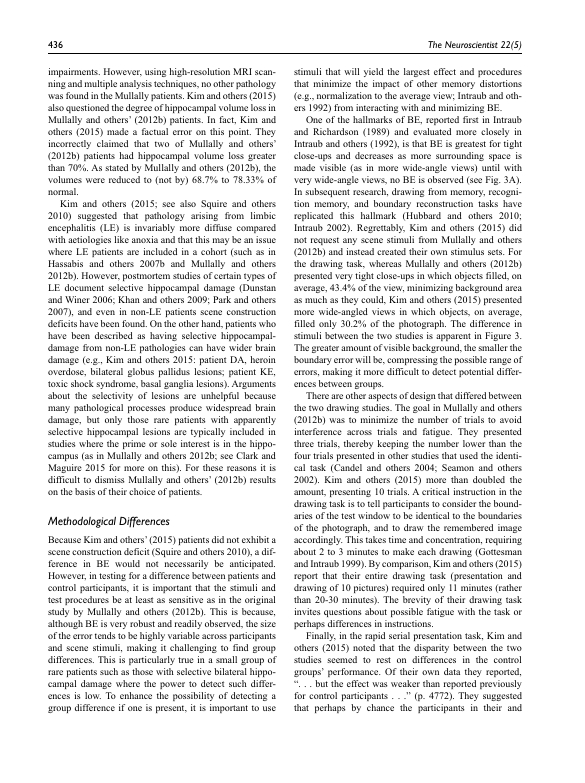 436
The Neuroscientist 22(5)
impairments. However, using high-resolution MRI scan-
ning and multiple analysis techniques, no other pathology
was found in the Mullally patients. Kim and others (2015)
also questioned the degree of hippocampal volume loss in
Mullally and others’ (2012b) patients. In fact, Kim and
others (2015) made a factual error on this point. They
incorrectly claimed that two of Mullally and others’
(2012b) patients had hippocampal volume loss greater
than 70%. As stated by Mullally and others (2012b), the
volumes were reduced to (not by) 68.7% to 78.33% of
normal.
Kim and others (2015; see also Squire and others
2010) suggested that pathology arising from limbic
encephalitis (LE) is invariably more diffuse compared
with aetiologies like anoxia and that this may be an issue
where LE patients are included in a cohort (such as in
Hassabis and others 2007b and Mullally and others
2012b). However, postmortem studies of certain types of
LE document selective hippocampal damage (Dunstan
and Winer 2006; Khan and others 2009; Park and others
2007), and even in non-LE patients scene construction
deficits have been found. On the other hand, patients who
have been described as having selective hippocampal-
damage from non-LE pathologies can have wider brain
damage (e.g., Kim and others 2015: patient DA, heroin
overdose, bilateral globus pallidus lesions; patient KE,
toxic shock syndrome, basal ganglia lesions). Arguments
about the selectivity of lesions are unhelpful because
many pathological processes produce widespread brain
damage, but only those rare patients with apparently
selective hippocampal lesions are typically included in
studies where the prime or sole interest is in the hippo-
campus (as in Mullally and others 2012b; see Clark and
Maguire 2015 for more on this). For these reasons it is
difficult to dismiss Mullally and others’ (2012b) results
on the basis of their choice of patients.
Methodological Differences
Because Kim and others’ (2015) patients did not exhibit a
scene construction deficit (Squire and others 2010), a dif-
ference in BE would not necessarily be anticipated.
However, in testing for a difference between patients and
control participants, it is important that the stimuli and
test procedures be at least as sensitive as in the original
study by Mullally and others (2012b). This is because,
although BE is very robust and readily observed, the size
of the error tends to be highly variable across participants
and scene stimuli, making it challenging to find group
differences. This is particularly true in a small group of
rare patients such as those with selective bilateral hippo-
campal damage where the power to detect such differ-
ences is low. To enhance the possibility of detecting a
group difference if one is present, it is important to use
stimuli that will yield the largest effect and procedures
that minimize the impact of other memory distortions
(e.g., normalization to the average view; Intraub and oth-
ers 1992) from interacting with and minimizing BE.
One of the hallmarks of BE, reported first in Intraub
and Richardson (1989) and evaluated more closely in
Intraub and others (1992), is that BE is greatest for tight
close-ups and decreases as more surrounding space is
made visible (as in more wide-angle views) until with
very wide-angle views, no BE is observed (see Fig. 3A).
In subsequent research, drawing from memory, recogni-
tion memory, and boundary reconstruction tasks have
replicated this hallmark (Hubbard and others 2010;
Intraub 2002). Regrettably, Kim and others (2015) did
not request any scene stimuli from Mullally and others
(2012b) and instead created their own stimulus sets. For
the drawing task, whereas Mullally and others (2012b)
presented very tight close-ups in which objects filled, on
average, 43.4% of the view, minimizing background area
as much as they could, Kim and others (2015) presented
more wide-angled views in which objects, on average,
filled only 30.2% of the photograph. The difference in
stimuli between the two studies is apparent in Figure 3.
The greater amount of visible background, the smaller the
boundary error will be, compressing the possible range of
errors, making it more difficult to detect potential differ-
ences between groups.
There are other aspects of design that differed between
the two drawing studies. The goal in Mullally and others
(2012b) was to minimize the number of trials to avoid
interference across trials and fatigue. They presented
three trials, thereby keeping the number lower than the
four trials presented in other studies that used the identi-
cal task (Candel and others 2004; Seamon and others
2002). Kim and others (2015) more than doubled the
amount, presenting 10 trials. A critical instruction in the
drawing task is to tell participants to consider the bound-
aries of the test window to be identical to the boundaries
of the photograph, and to draw the remembered image
accordingly. This takes time and concentration, requiring
about 2 to 3 minutes to make each drawing (Gottesman
and Intraub 1999). By comparison, Kim and others (2015)
report that their entire drawing task (presentation and
drawing of 10 pictures) required only 11 minutes (rather
than 20-30 minutes). The brevity of their drawing task
invites questions about possible fatigue with the task or
perhaps differences in instructions.
Finally, in the rapid serial presentation task, Kim and
others (2015) noted that the disparity between the two
studies seemed to rest on differences in the control
groups’ performance. Of their own data they reported,
“. . . but the effect was weaker than reported previously
for control participants . . .” (p. 4772). They suggested
that perhaps by chance the participants in their and